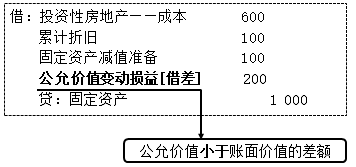 借：投资性房地产——成本 600
累计折旧 100
固定资产减值准备 100
公允价值变动损益[借差] 200
贷：固定资产 1 000
公允价值小于账面价值的差额